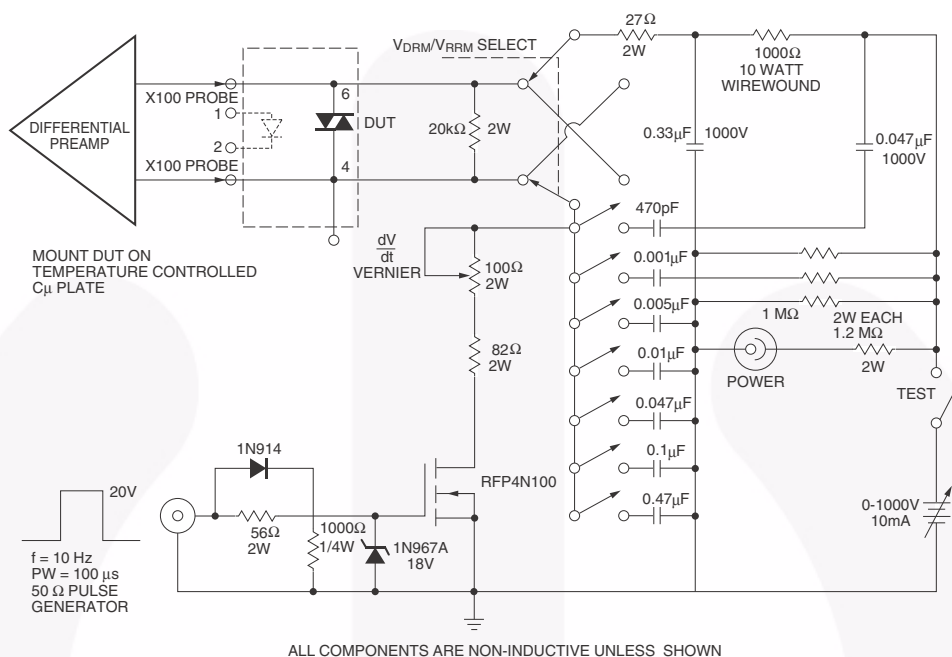 27Ω
2W
V_DRM/V_RRM SELECT
1000Ω
10 WATT
WIREWOUND
X100 PROBE
6
1
DIFFERENTIAL
PREAMP
DUT
20kΩ
2W
0.33μF
1000V
0.047μF
1000V
2
X100 PROBE
4
470pF
MOUNT DUT ON
TEMPERATURE CONTROLLED
Cμ PLATE
dV
dt
VERNIER
100Ω
2W
0.001μF
0.005μF
1 MΩ
2W EACH
1.2 MΩ
82Ω
2W
0.01μF
POWER
2W
TEST
0.047μF
1N914
0.1μF
RFP4N100
20V
0.47μF
0-1000V
10mA
56Ω
2W
1000Ω
1/4W
1N967A
18V
f = 10 Hz
PW = 100 μs
50 Ω PULSE
GENERATOR
ALL COMPONENTS ARE NON-INDUCTIVE UNLESS SHOWN